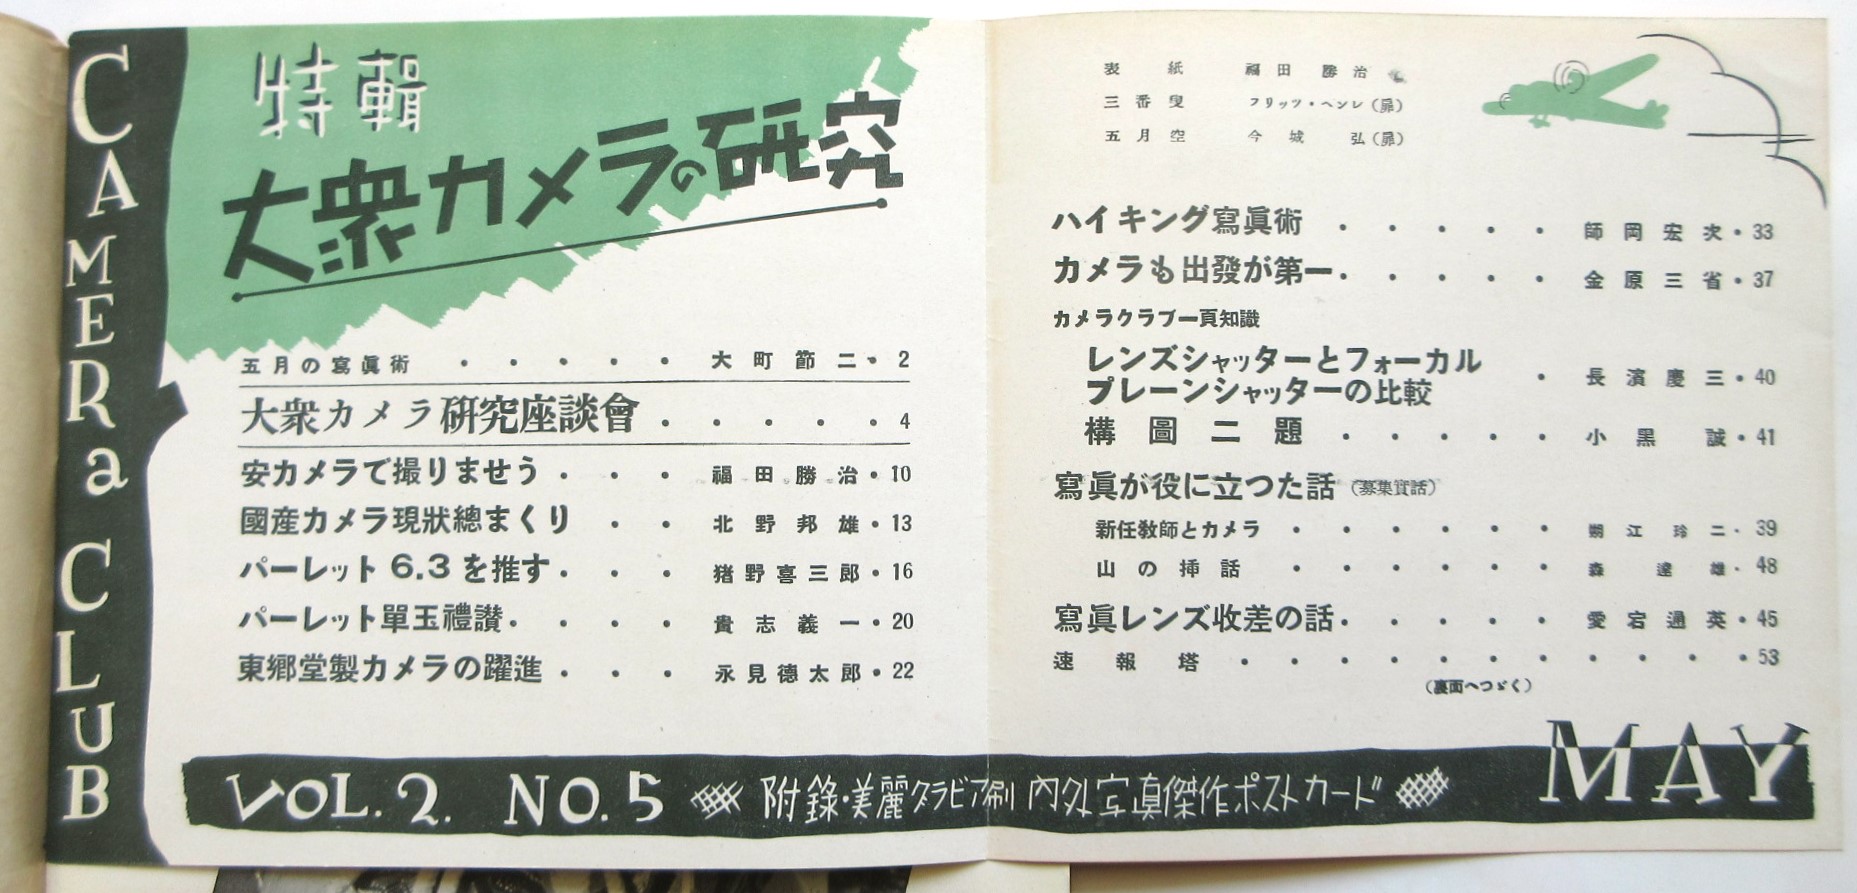 CAMERa CLUB
特輯
大衆カメラの研究
五月の寫眞術 ・・・・・ 大町節二・2
大衆カメラ研究座談會 ・・・・・ 4
安カメラで撮りませう ・・・ 福田勝治・10
國産カメラ現狀總まくり ・・・ 北野邦雄・13
パーレット 6.3 を推す ・・・ 猪野喜三郎・16
パーレット單玉禮讃 ・・・・ 貴志義一・20
東鄕堂製カメラの躍進 ・・・ 永見德太郎・22
表紙 福田勝治
三番叟 フリッツ・ヘンレ(扉)
五月空 今城弘(扉)
ハイキング寫眞術 ・・・・・ 師岡宏次・33
カメラも出發が第一 ・・・・・ 金原三省・37
カメラクラブ一頁知識
レンズシャッターとフォーカル
プレーンシャッターの比較 ・ 長濱慶三・40
構圖二題 ・・・・・ 小黒誠・41
寫眞が役に立つた話 (募集實話)
新任敎師とカメラ ・・・・・・ 江玲二・39
山の挿話 ・・・・・・ 森達雄・48
寫眞レンズ收差の話 ・・・・・ 愛宕通英・45
速報塔 ・・・・・・・・・・・ 53
(裏面へつゞく)
VOL. 2. NO. 5 附錄・美麗グラビア刷 内外写眞傑作ポストカード MAY